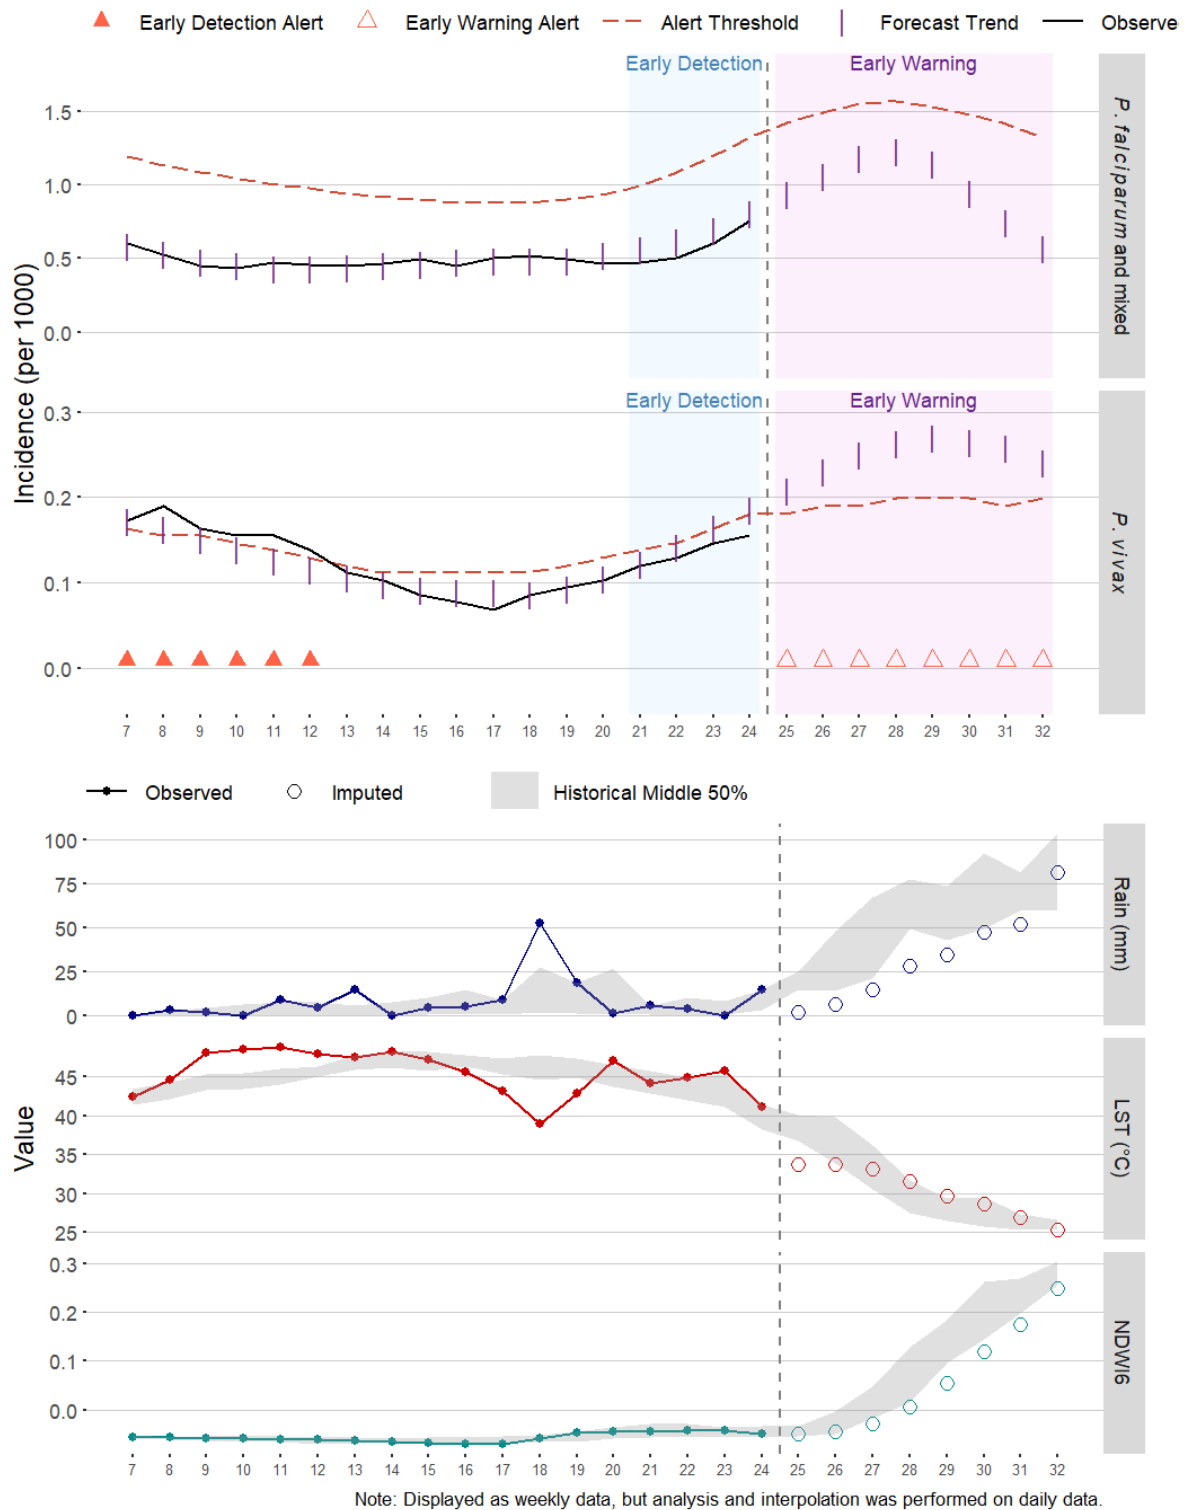 Early Detection Alert Early Warning Alert Alert Threshold Forecast Trend Observe
Early Detection Early Warning
1.5
1.0
0.5
0.0
P. falciparum and mixed
Incidence (per 1000)
Early Detection Early Warning
0.3
0.2
0.1
0.0
P. vivax
7 8 9 10 11 12 13 14 15 16 17 18 19 20 21 22 23 24 25 26 27 28 29 30 31 32
Observed Imputed Historical Middle 50%
100
75
50
25
0
Rain (mm)
Value
45
40
35
30
25
LST (°C)
0.3
0.2
0.1
0.0
NDWI6
7 8 9 10 11 12 13 14 15 16 17 18 19 20 21 22 23 24 25 26 27 28 29 30 31 32
Note: Displayed as weekly data, but analysis and interpolation was performed on daily data.